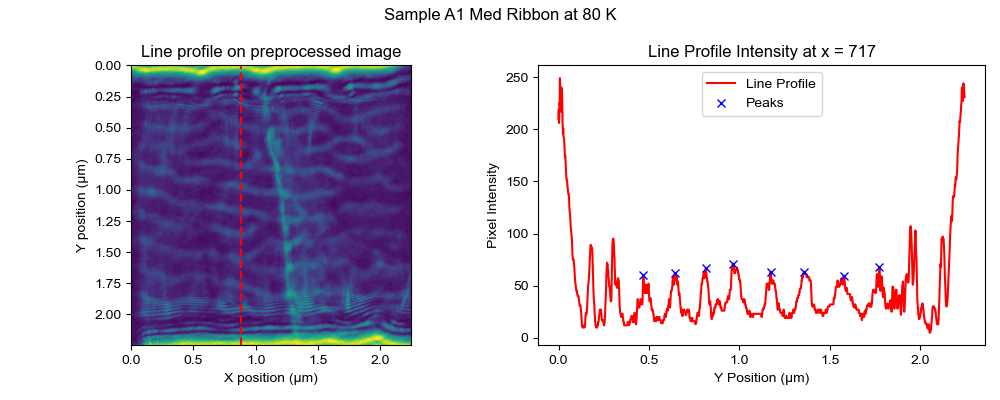 Sample A1 Med Ribbon at 80 K
Line profile on preprocessed image
0.00
0.25
0.50
0.75
1.00
1.25
1.50
1.75
2.00
Y position (μm)
0.0
0.5
1.0
1.5
2.0
X position (μm)
Line Profile Intensity at x = 717
Line Profile
Peaks
250
200
150
100
50
0
Pixel Intensity
0.0
0.5
1.0
1.5
2.0
Y Position (μm)